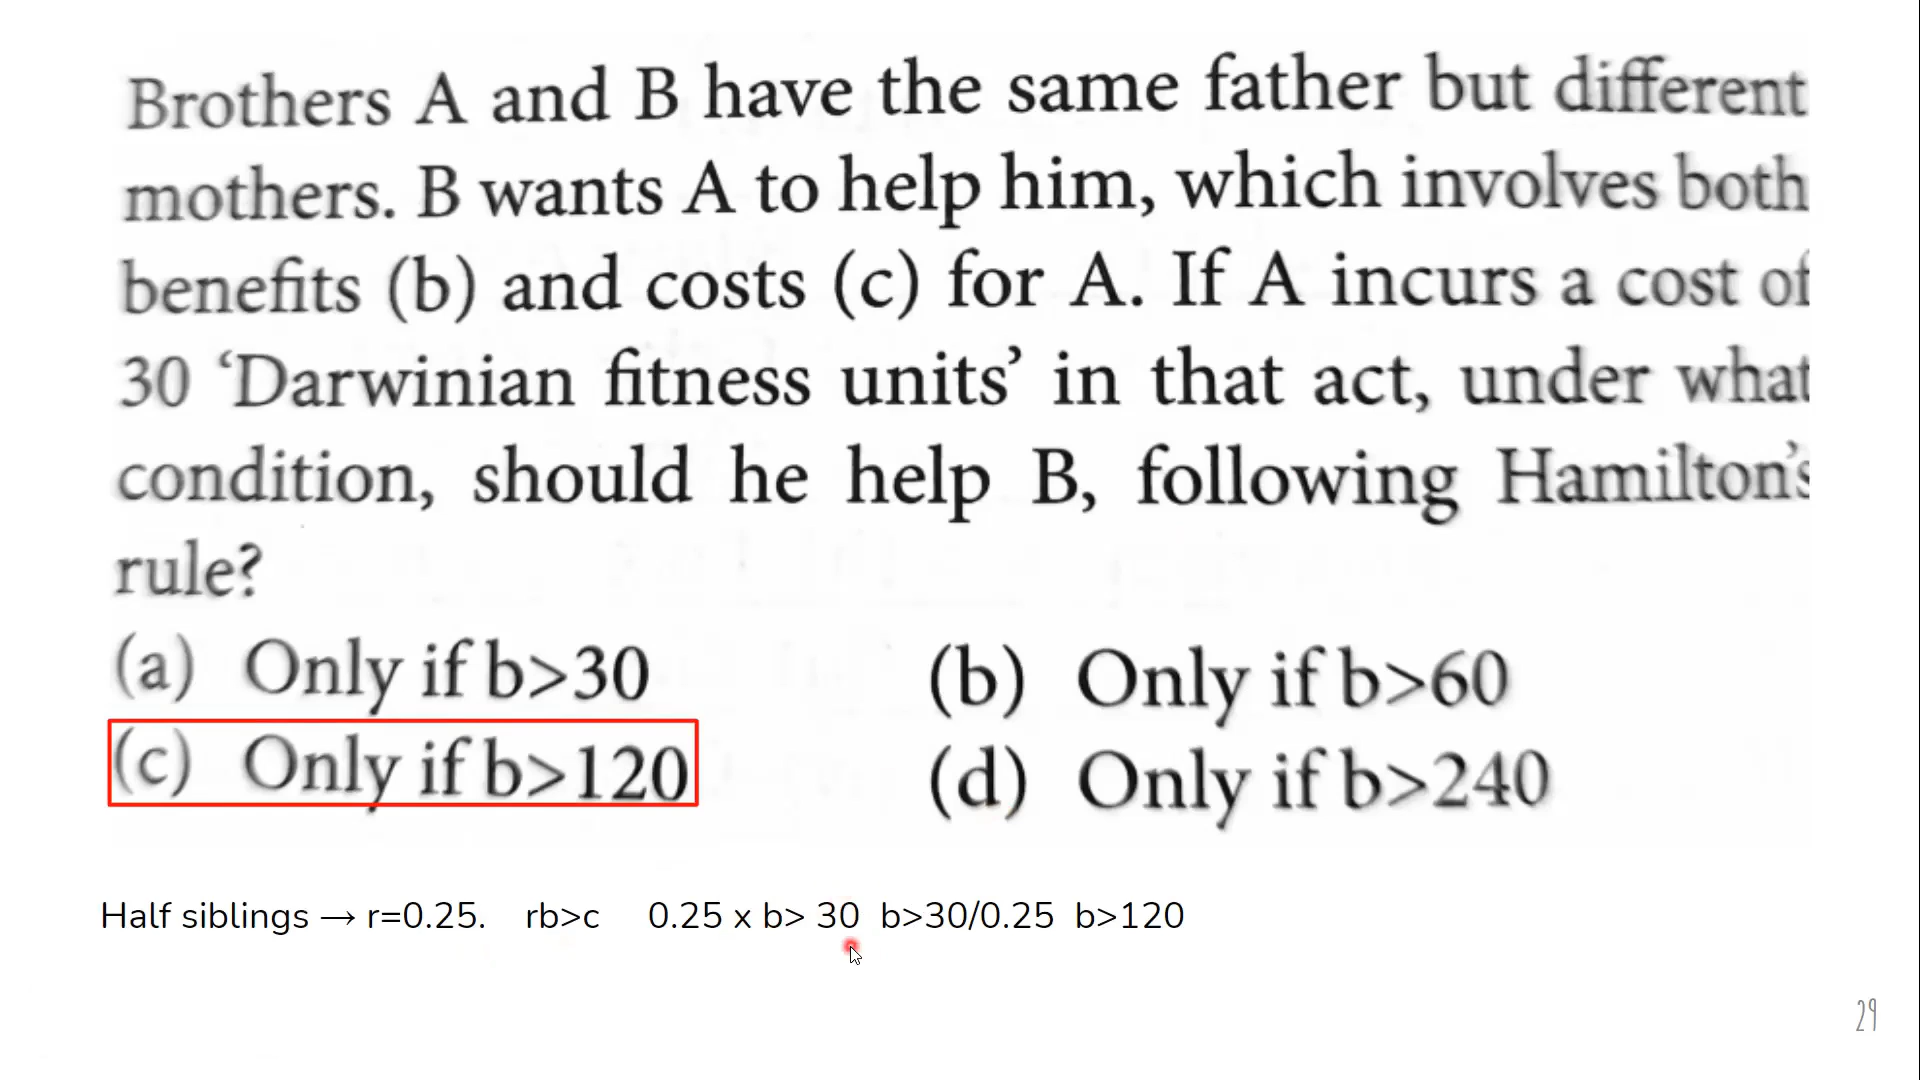 Brothers A and B have the same father but different
mothers. B wants A to help him, which involves both
benefits (b) and costs (c) for A. If A incurs a cost of
30 ‘Darwinian fitness units’ in that act, under what
condition, should he help B, following Hamilton's
rule?
(a) Only if b>30 (b) Only if b>60
(c) Only if b>120 (d) Only if b>240
Half siblings → r=0.25. rb>c 0.25 x b> 30 b>30/0.25 b>120
29